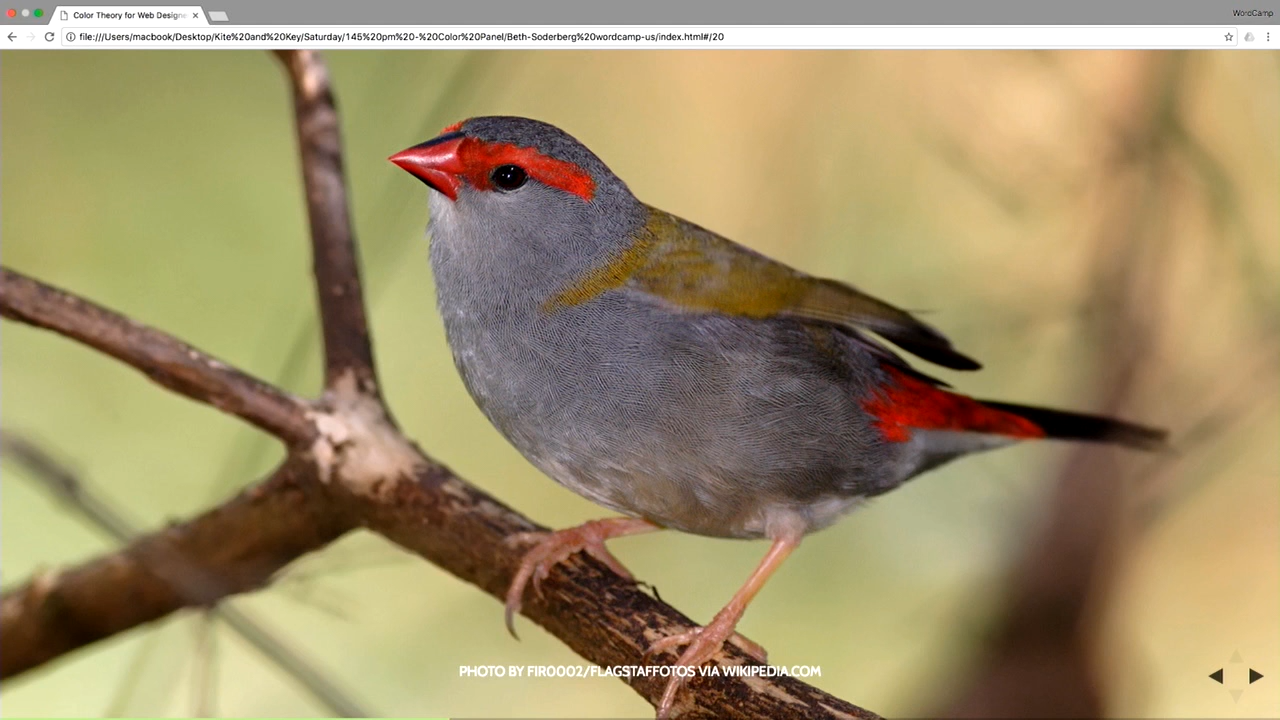 WordCamp
Color Theory for Web Designe
file:///Users/macbook/Desktop/Kite%20and%20Key/Saturday/145%20pm%20-%20Color%20Panel/Beth-Soderberg%20wordcamp-us/index.html#/20
PHOTO BY FIR0002/FLAGSTAFFOTOS VIA WIKIPEDIA.COM